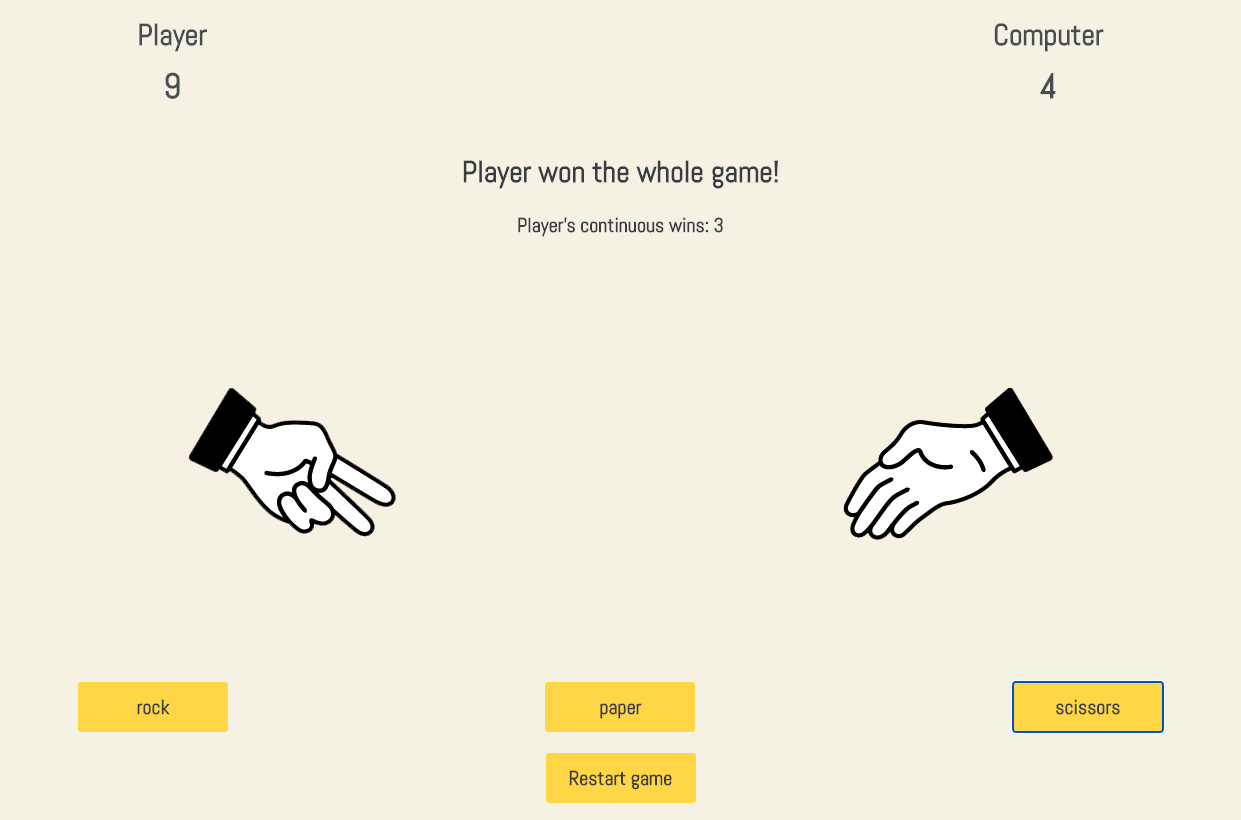 Player
Computer
9
4
Player won the whole game!
Player's continuous wins: 3
rock
paper
scissors
Restart game